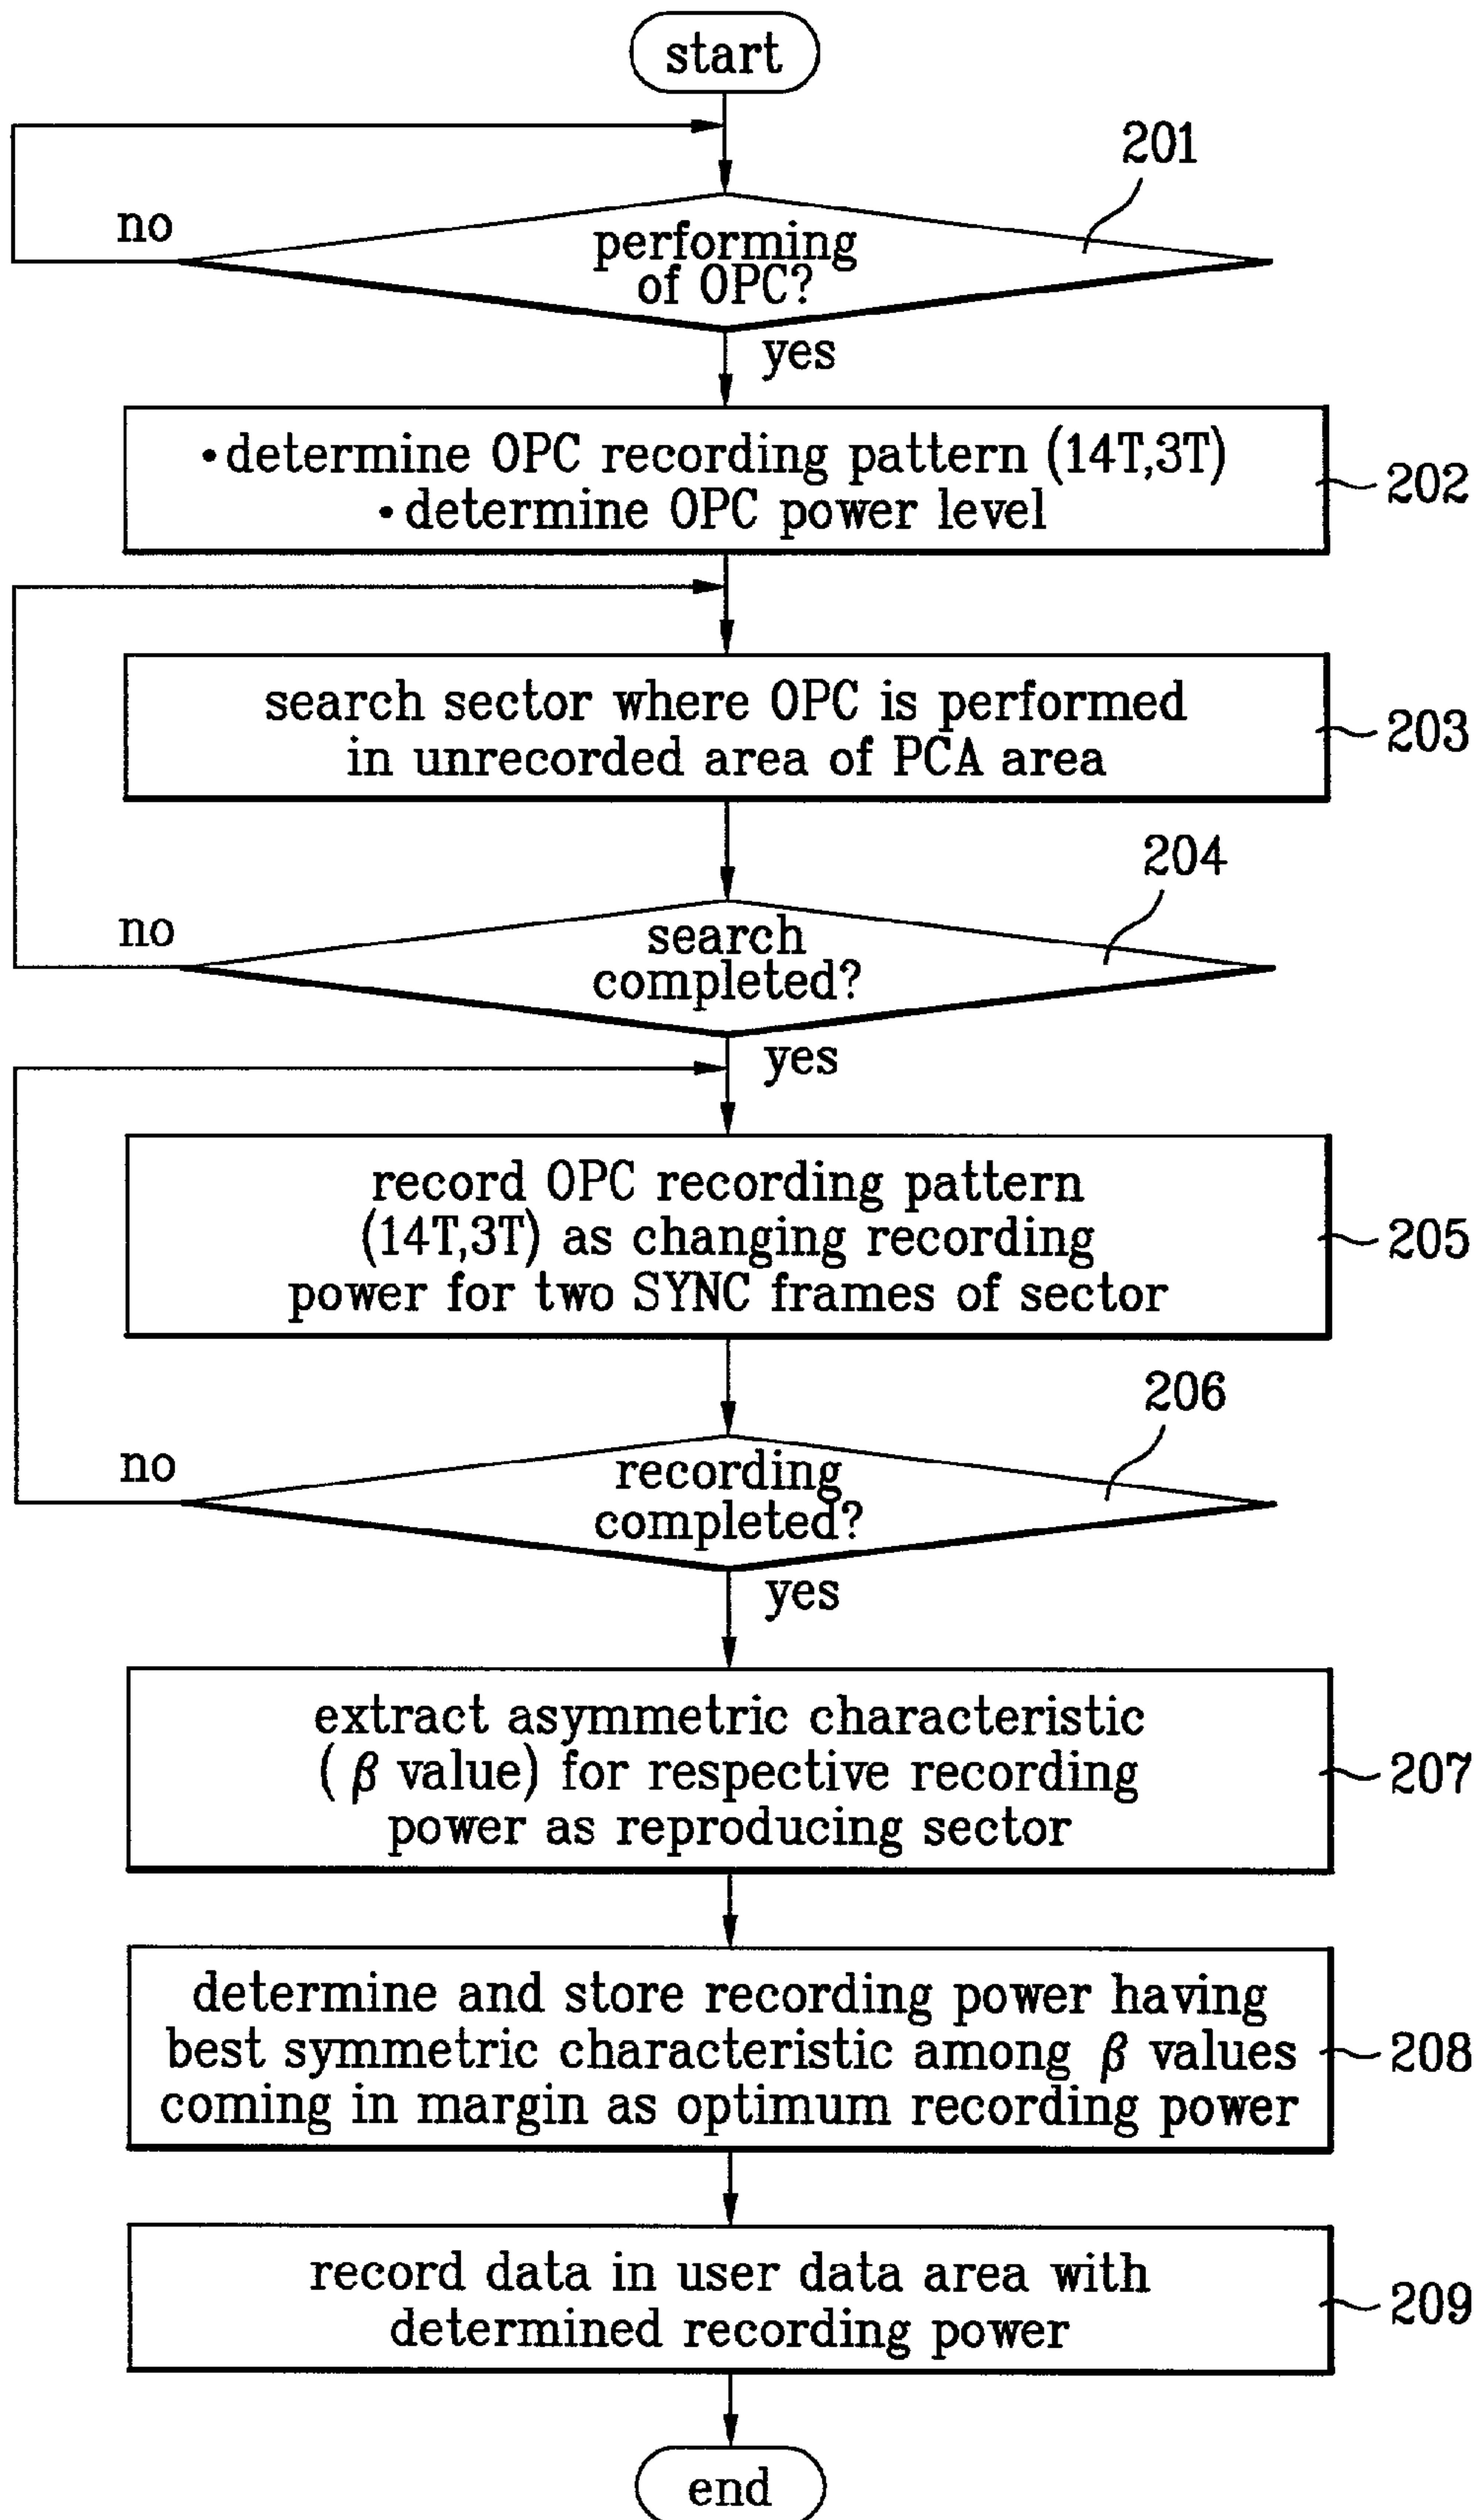 start
201
no
performing
of OPC?
yes
•determine OPC recording pattern (14T,3T)
•determine OPC power level
202
search sector where OPC is performed
in unrecorded area of PCA area
203
204
no
search
completed?
yes
record OPC recording pattern
(14T,3T) as changing recording
power for two SYNC frames of sector
205
206
no
recording
completed?
yes
extract asymmetric characteristic
( β value) for respective recording
power as reproducing sector
207
determine and store recording power having
best symmetric characteristic among β values
coming in margin as optimum recording power
208
record data in user data area with
determined recording power
209
end